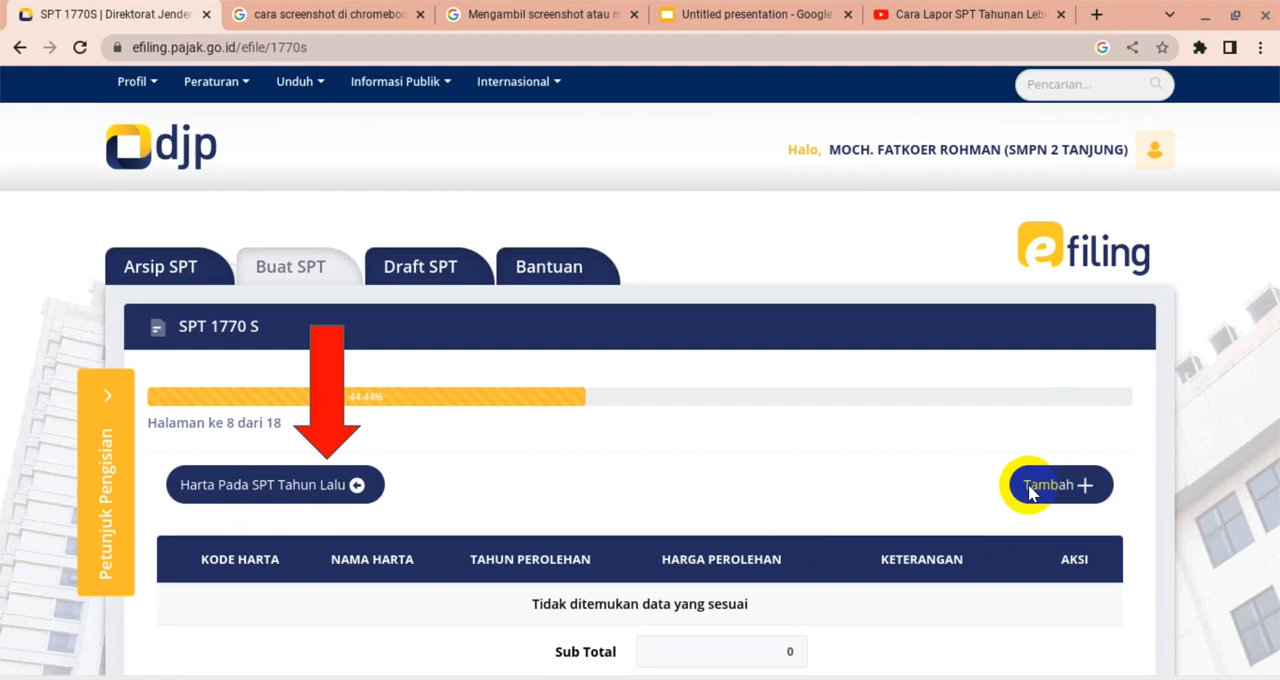 SPT 1770S | Direktorat Jender
cara screenshot di chromeboo
Mengambil screenshot atau m
Untitled presentation - Google
Cara Lapor SPT Tahunan Leb
efiling.pajak.go.id/efile/1770s
Profil
Peraturan
Unduh
Informasi Publik
Internasional
Pencarian...
djp
Halo, MOCH. FATKOER ROHMAN (SMPN 2 TANJUNG)
efiling
Arsip SPT
Buat SPT
Draft SPT
Bantuan
SPT 1770 S
44.44%
Halaman ke 8 dari 18
Petunjuk Pengisian
Harta Pada SPT Tahun Lalu
Tambah
KODE HARTA NAMA HARTA TAHUN PEROLEHAN HARGA PEROLEHAN KETERANGAN AKSI
Tidak ditemukan data yang sesuai
Sub Total 0